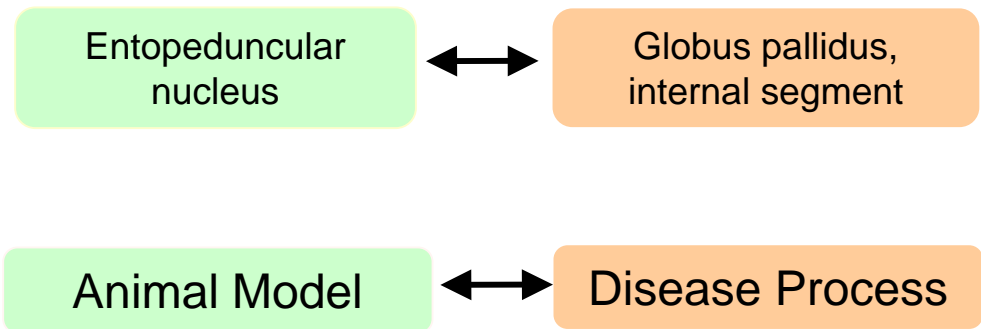 Entopeduncular
nucleus
Globus pallidus,
internal segment
Animal Model
Disease Process